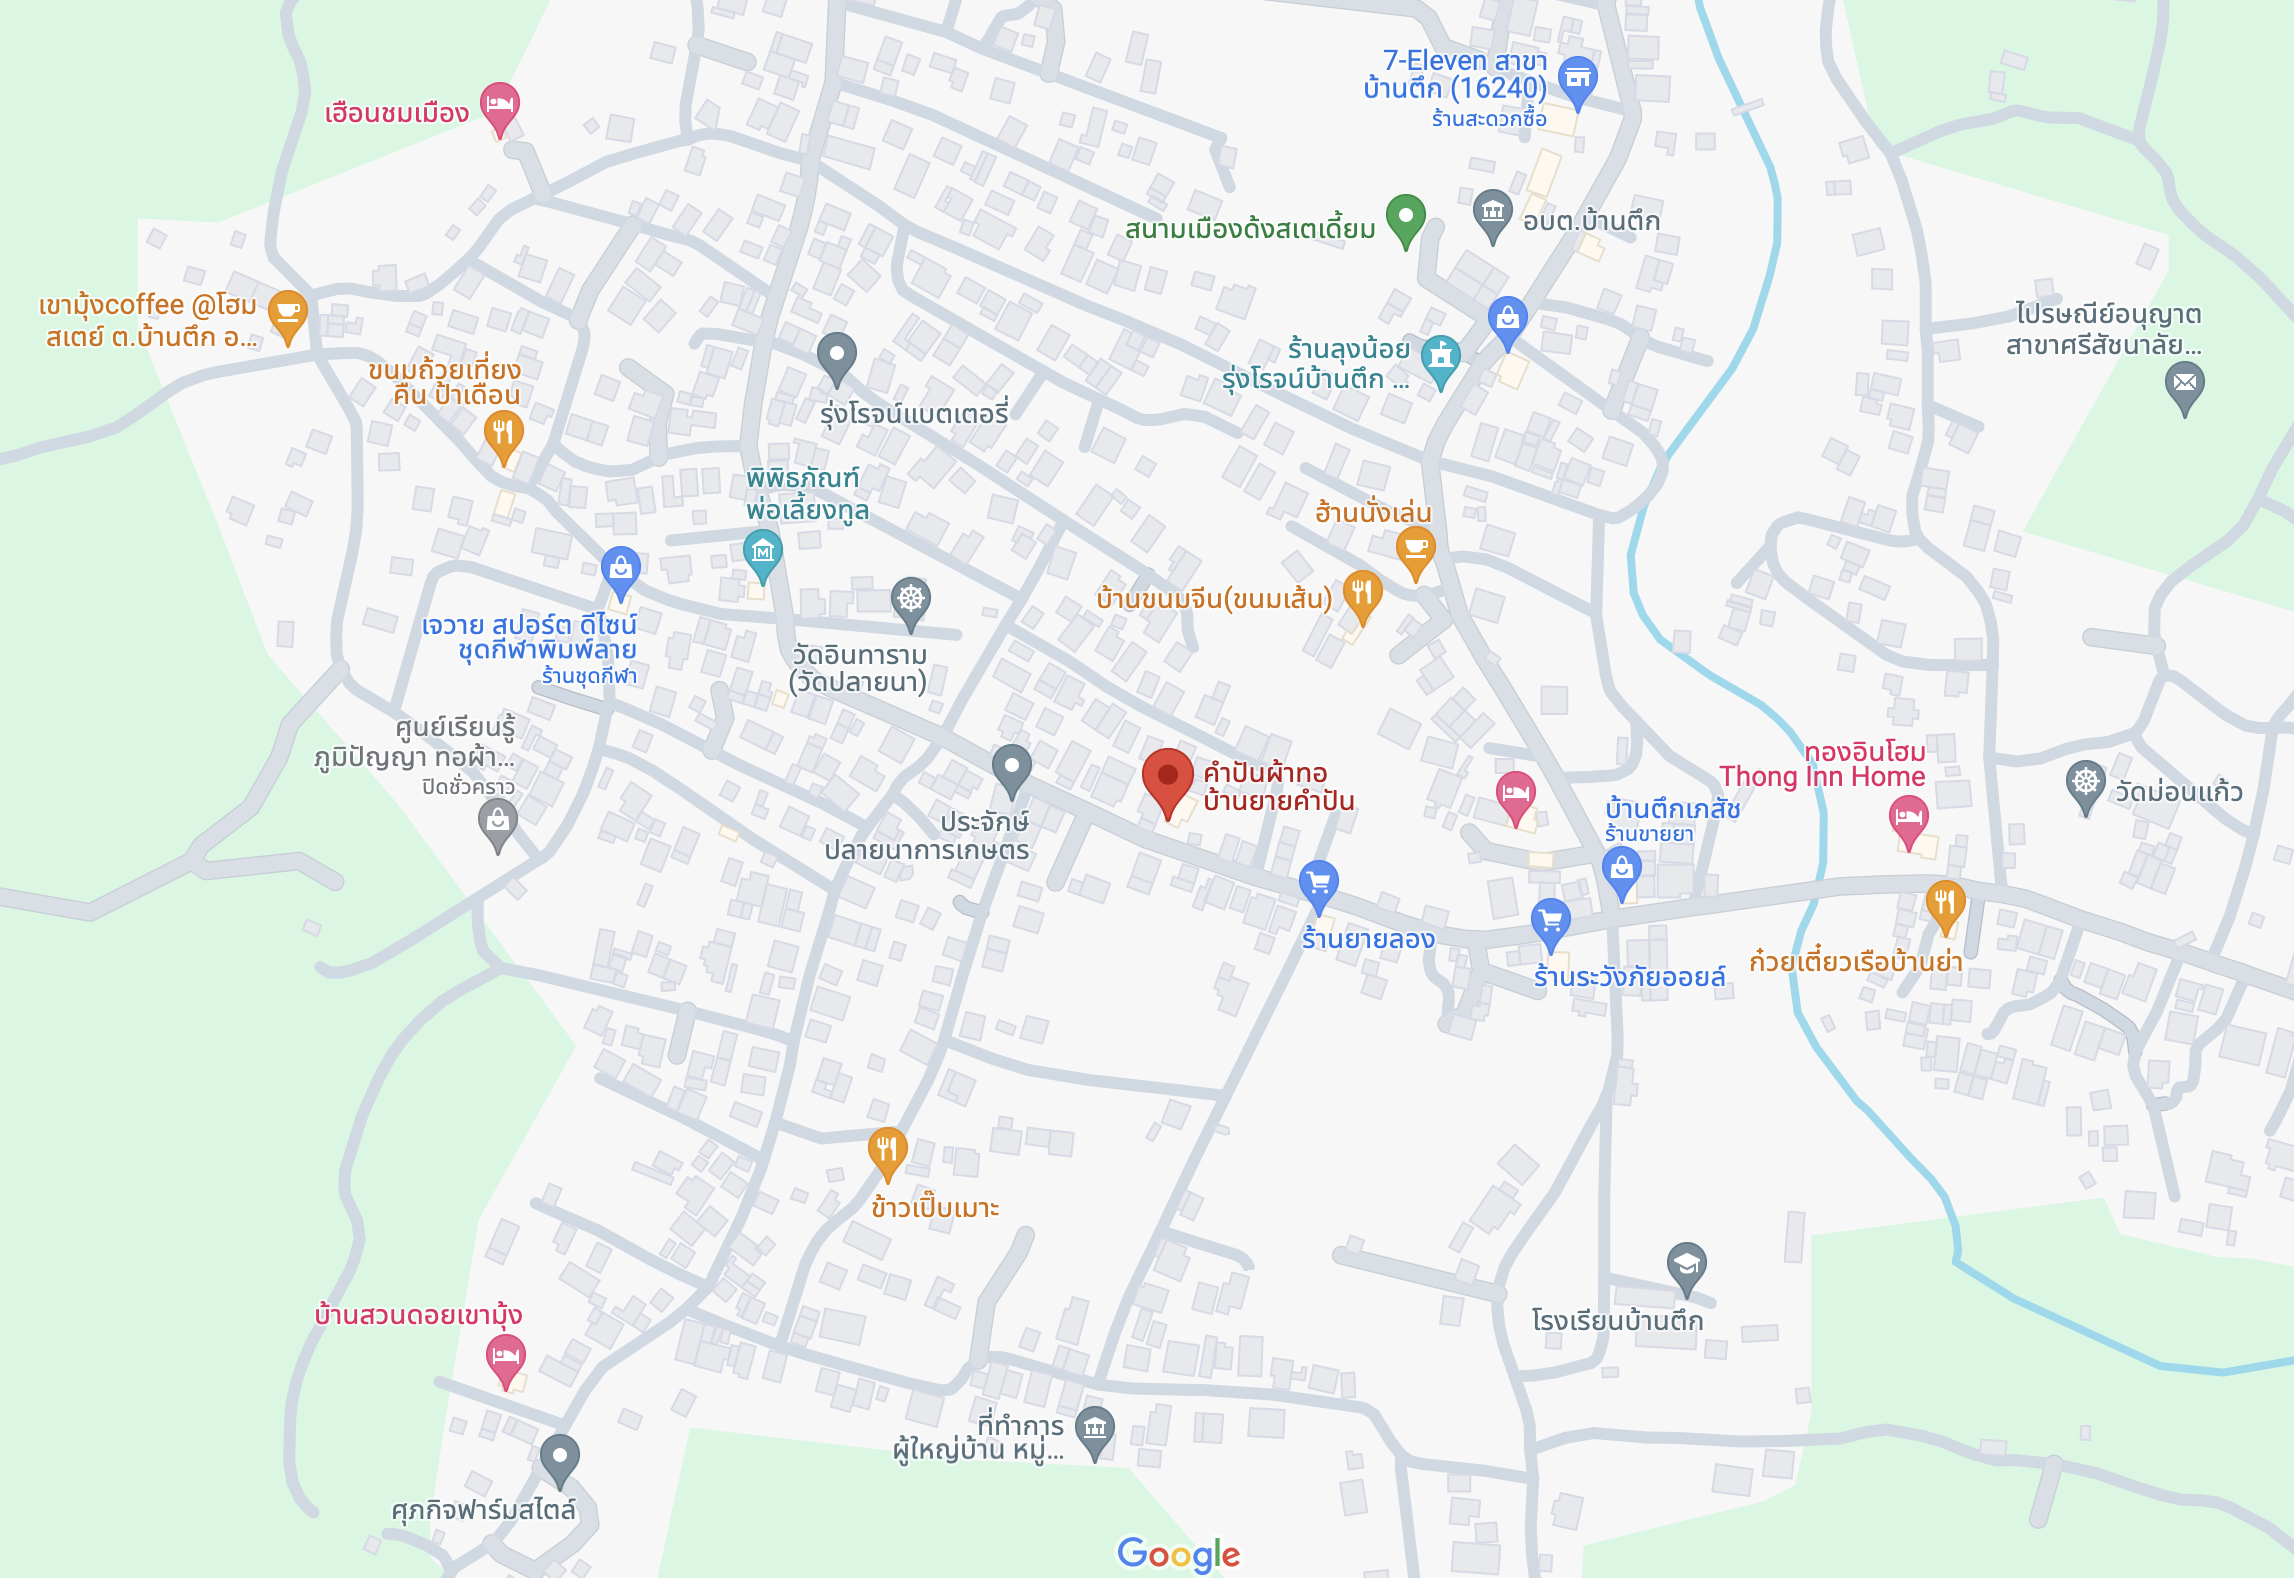 7-Eleven สาขา
บ้านตึก (16240)
ร้านสะดวกซื้อ
เฮือนชมเมือง
สนามเมืองด้งสเตเดี้ยม
อบต.บ้านตึก
เขามุ้งcoffee @โฮม
สเตย์ ต.บ้านตึก อ...
ไปรษณีย์อนุญาต
สาขาศรีสัชนาลัย...
ร้านลุงน้อย
รุ่งโรจน์บ้านตึก ...
ขนมถ้วยเที่ยง
คืน ป้าเดือน
รุ่งโรจน์แบตเตอรี่
พิพิธภัณฑ์
พ่อเลี้ยงทูล
ฮ้านนั่งเล่น
บ้านขนมจีน(ขนมเส้น)
เจวาย สปอร์ต ดีไซน์
ชุดกีฬาพิมพ์ลาย
ร้านชุดกีฬา
วัดอินทาราม
(วัดปลายนา)
ศูนย์เรียนรู้
ภูมิปัญญา ทอผ้า...
ปิดชั่วคราว
ทองอินโฮม
Thong Inn Home
คำปันผ้าทอ
บ้านยายคำปัน
วัดม่อนแก้ว
บ้านตึกเภสัช
ร้านขายยา
ประจักษ์
ปลายนาการเกษตร
ร้านยายลอง
ก๋วยเตี๋ยวเรือบ้านย่า
ร้านระวังภัยออยล์
ข้าวเปิ๊บเมาะ
บ้านสวนดอยเขามุ้ง
โรงเรียนบ้านตึก
ที่ทำการ
ผู้ใหญ่บ้าน หมู่...
ศุภกิจฟาร์มสไตล์
Google